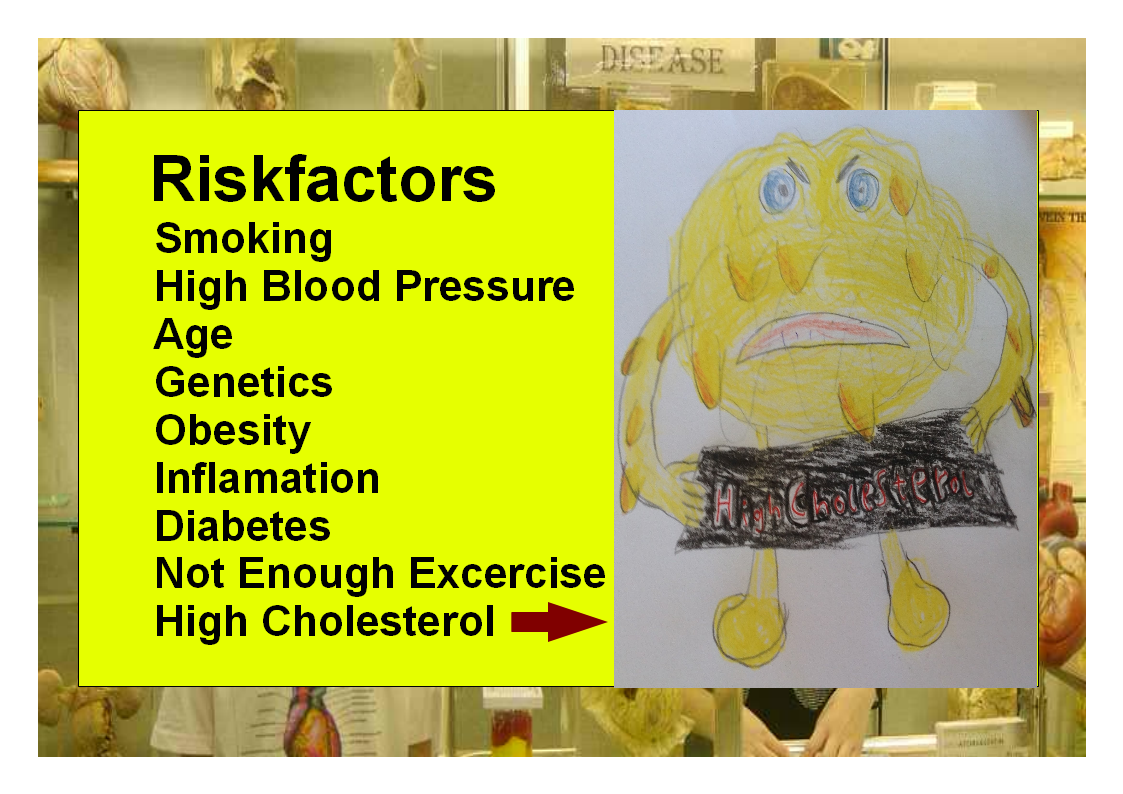 DISEASE
Riskfactors
Smoking
High Blood Pressure
Age
Genetics
Obesity
Inflamation
Diabetes
Not Enough Excercise
High Cholesterol
High Cholesterol